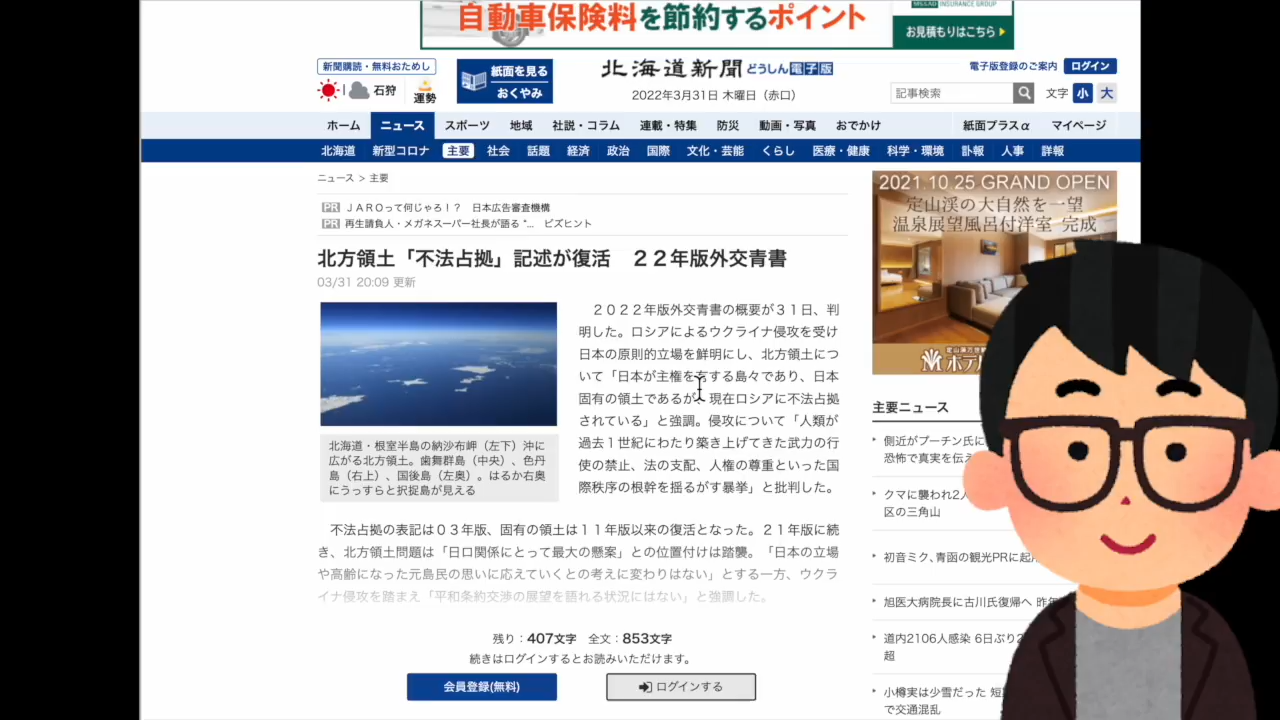 自動車保険料を節約するポイント
INSURANCE GROUP
お見積もりはこちら
新聞購読・無料おためし
石狩
運勢
紙面を見る
おくやみ
北海道新聞 どうしん電子版
2022年3月31日 木曜日（赤口）
電子版登録のご案内
ログイン
記事検索
文字 小 大
ホーム ニュース スポーツ 地域 社説・コラム 連載・特集 防災 動画・写真 おでかけ 紙面プラスα マイページ
北海道 新型コロナ 主要 社会 話題 経済 政治 国際 文化・芸能 くらし 医療・健康 科学・環境 訃報 人事 詳報
ニュース > 主要
PR ＪＡＲＯって何じゃろ！？　日本広告審査機構
PR 再生請負人・メガネスーパー社長が語る “... ビズヒント
北方領土「不法占拠」記述が復活　２２年版外交青書
03/31 20:09 更新
２０２２年版外交青書の概要が３１日、判
明した。ロシアによるウクライナ侵攻を受け
日本の原則的立場を鮮明にし、北方領土につ
いて「日本が主権を有する島々であり、日本
固有の領土であるが、現在ロシアに不法占拠
されている」と強調。侵攻について「人類が
過去１世紀にわたり築き上げてきた武力の行
使の禁止、法の支配、人権の尊重といった国
際秩序の根幹を揺るがす暴挙」と批判した。
北海道・根室半島の納沙布岬（左下）沖に
広がる北方領土。歯舞群島（中央）、色丹
島（右上）、国後島（左奥）。はるか右奥
にうっすらと択捉島が見える
不法占拠の表記は０３年版、固有の領土は１１年版以来の復活となった。２１年版に続
き、北方領土問題は「日ロ関係にとって最大の懸案」との位置付けは踏襲。「日本の立場
や高齢になった元島民の思いに応えていくとの考えに変わりはない」とする一方、ウクラ
イナ侵攻を踏まえ「平和条約交渉の展望を語れる状況にはない」と強調した。
残り：407文字　全文：853文字
続きはログインするとお読みいただけます。
会員登録(無料)
ログインする
2021.10.25 GRAND OPEN
定山渓の大自然を一望
温泉展望風呂付洋室 完成
主要ニュース
側近がプーチン氏に
恐怖で真実を伝え
クマに襲われ2人
区の三角山
初音ミク、青函の観光PRに起
旭医大病院長に古川氏復帰へ 昨年
道内2106人感染 6日ぶり2
超
小樽実は少雪だった 短
で交通混乱